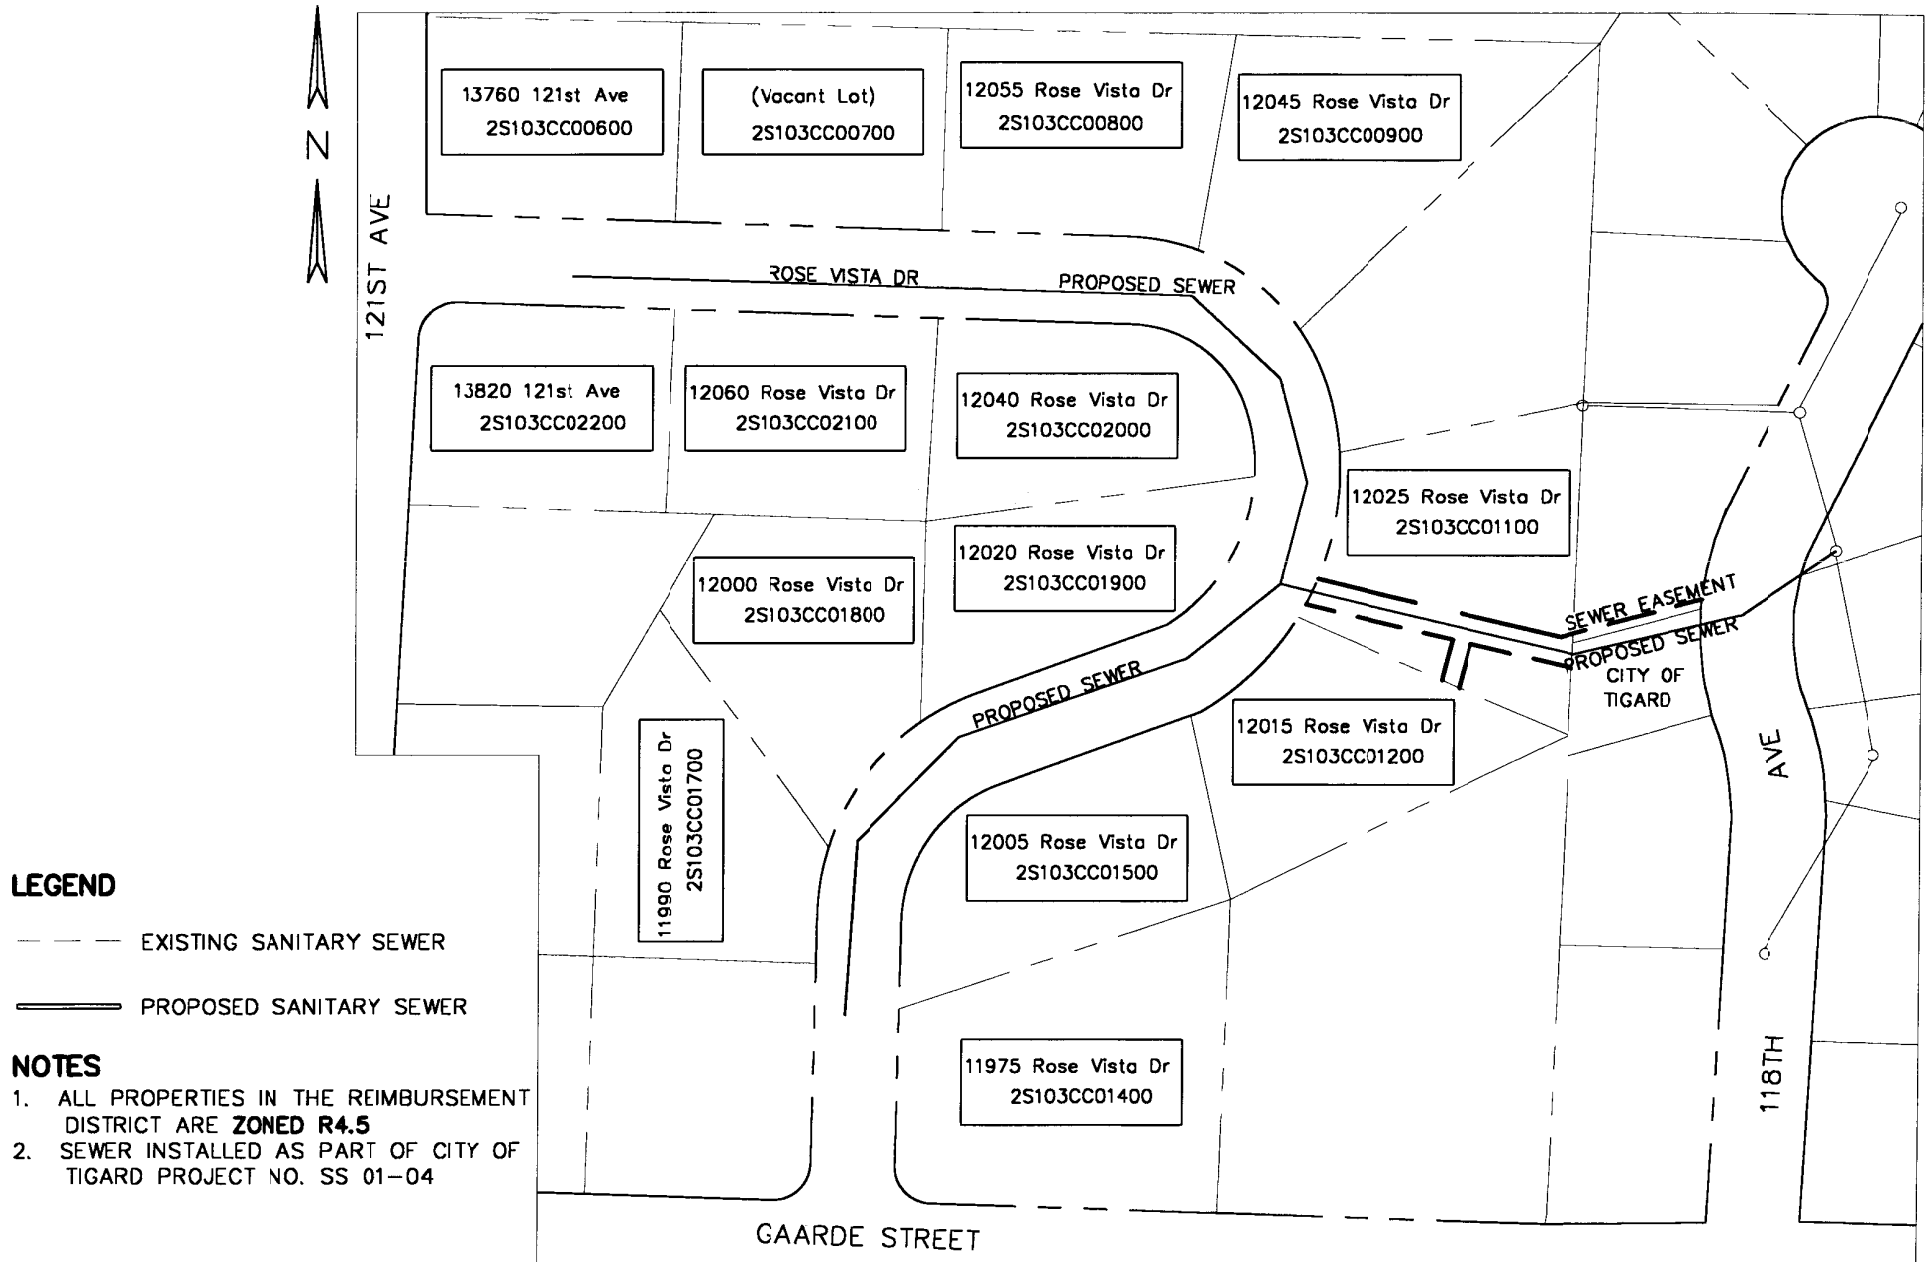 13760 121st Ave
2S103CC00600
(Vacant Lot)
2S103CC00700
12055 Rose Vista Dr
2S103CC00800
12045 Rose Vista Dr
2S103CC00900
N
121ST AVE
ROSE VISTA DR
PROPOSED SEWER
13820 121st Ave
2S103CC02200
12060 Rose Vista Dr
2S103CC02100
12040 Rose Vista Dr
2S103CC02000
12025 Rose Vista Dr
2S103CC01100
12000 Rose Vista Dr
2S103CC01800
12020 Rose Vista Dr
2S103CC01900
SEWER EASEMENT
PROPOSED SEWER
CITY OF
TIGARD
PROPOSED SEWER
11990 Rose Vista Dr
2S103CC01700
12015 Rose Vista Dr
2S103CC01200
12005 Rose Vista Dr
2S103CC01500
11975 Rose Vista Dr
2S103CC01400
118TH AVE
GAARDE STREET
LEGEND
EXISTING SANITARY SEWER
PROPOSED SANITARY SEWER
NOTES
1. ALL PROPERTIES IN THE REIMBURSEMENT
DISTRICT ARE ZONED R4.5
2. SEWER INSTALLED AS PART OF CITY OF
TIGARD PROJECT NO. SS 01-04